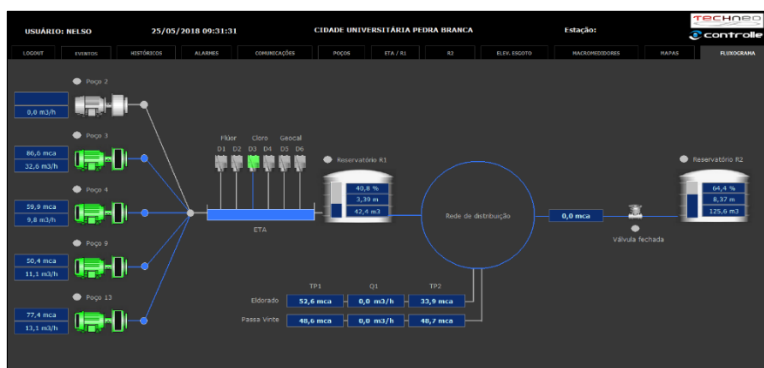 TECHNEO
USUÁRIO: NELSO 25/05/2018 09:31:31 CIDADE UNIVERSITÁRIA PEDRA BRANCA Estação:
controlle
LOGOUT EVENTOS HISTÓRICOS ALARMES COMUNICAÇÕES POÇOS ETA / R1 R2 ELEV. ESGOTO MACROMEDIDORES MAPAS FLUXOGRAMA
Poço 2
0,0 m3/h
Poço 3
86,6 mca
32,6 m3/h
Poço 4
59,9 mca
9,8 m3/h
Poço 9
50,4 mca
11,1 m3/h
Poço 13
77,4 mca
13,1 m3/h
Flúor Cloro Geocal
D1 D2 D3 D4 D5 D6
ETA
Reservatório R1
40,8 %
3,39 m
42,4 m3
Rede de distribuição
0,0 mca
Válvula fechada
Reservatório R2
64,4 %
8,37 m
125,6 m3
TP1 Q1 TP2
Eldorado 52,6 mca 0,0 m3/h 33,9 mca
Passa Vinte 40,6 mca 0,0 m3/h 48,7 mca